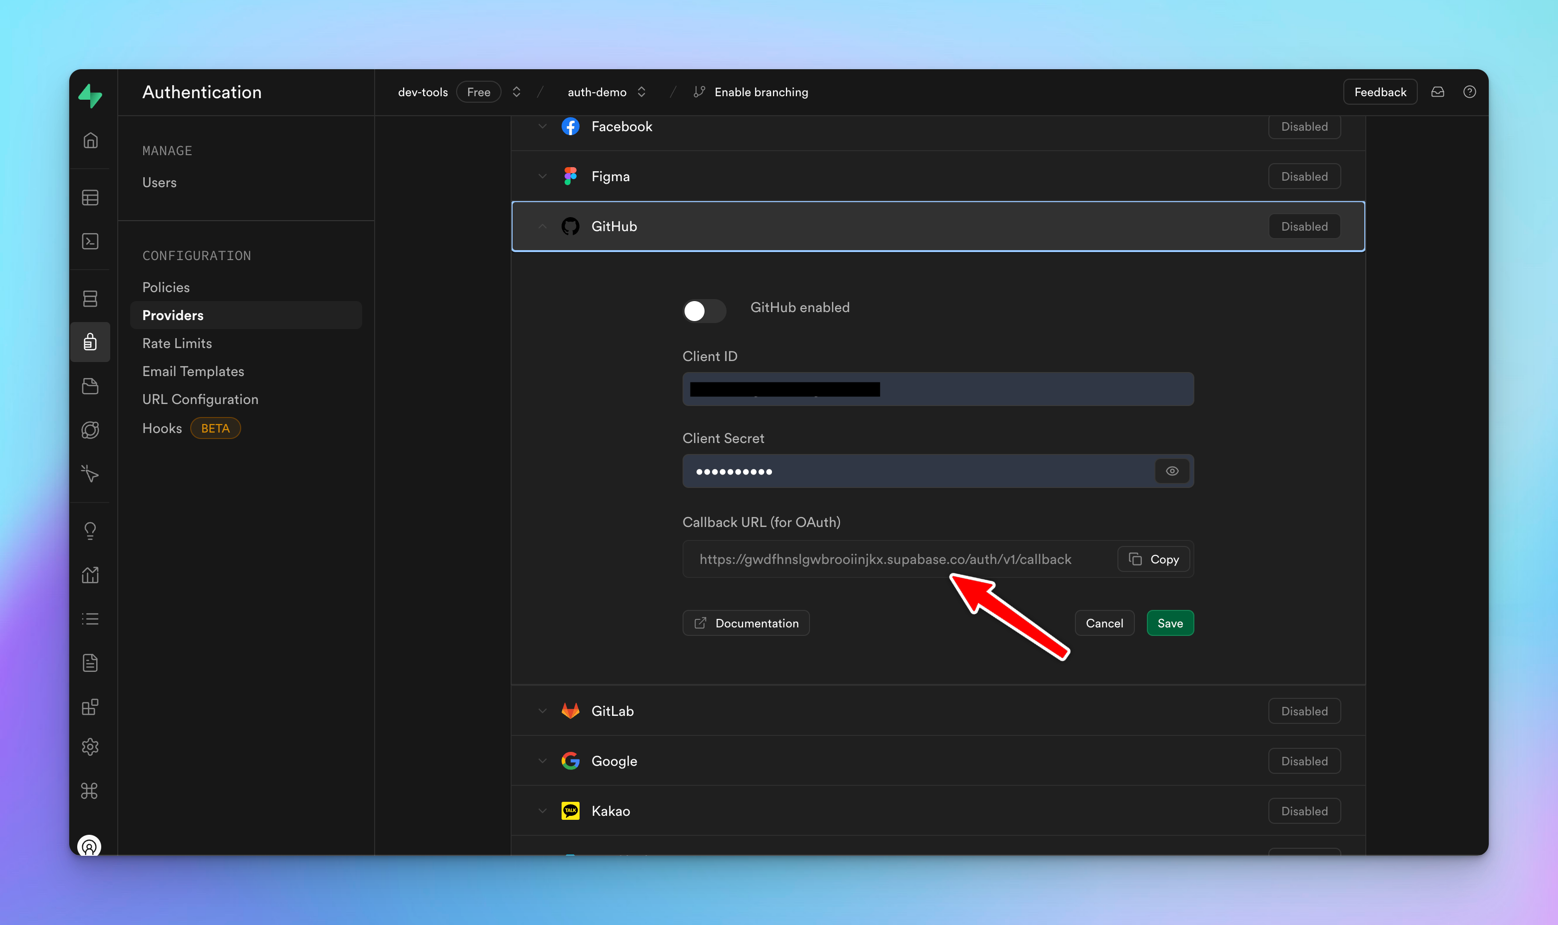 Authentication
dev-tools Free / auth-demo / Enable branching
Feedback
MANAGE
Users
CONFIGURATION
Policies
Providers
Rate Limits
Email Templates
URL Configuration
Hooks BETA
Facebook Disabled
Figma Disabled
GitHub Disabled
GitHub enabled
Client ID
Client Secret
••••••••••
Callback URL (for OAuth)
https://gwdfhnslgwbrooiinjkx.supabase.co/auth/v1/callback Copy
Documentation Cancel Save
GitLab Disabled
Google Disabled
TALK Kakao Disabled